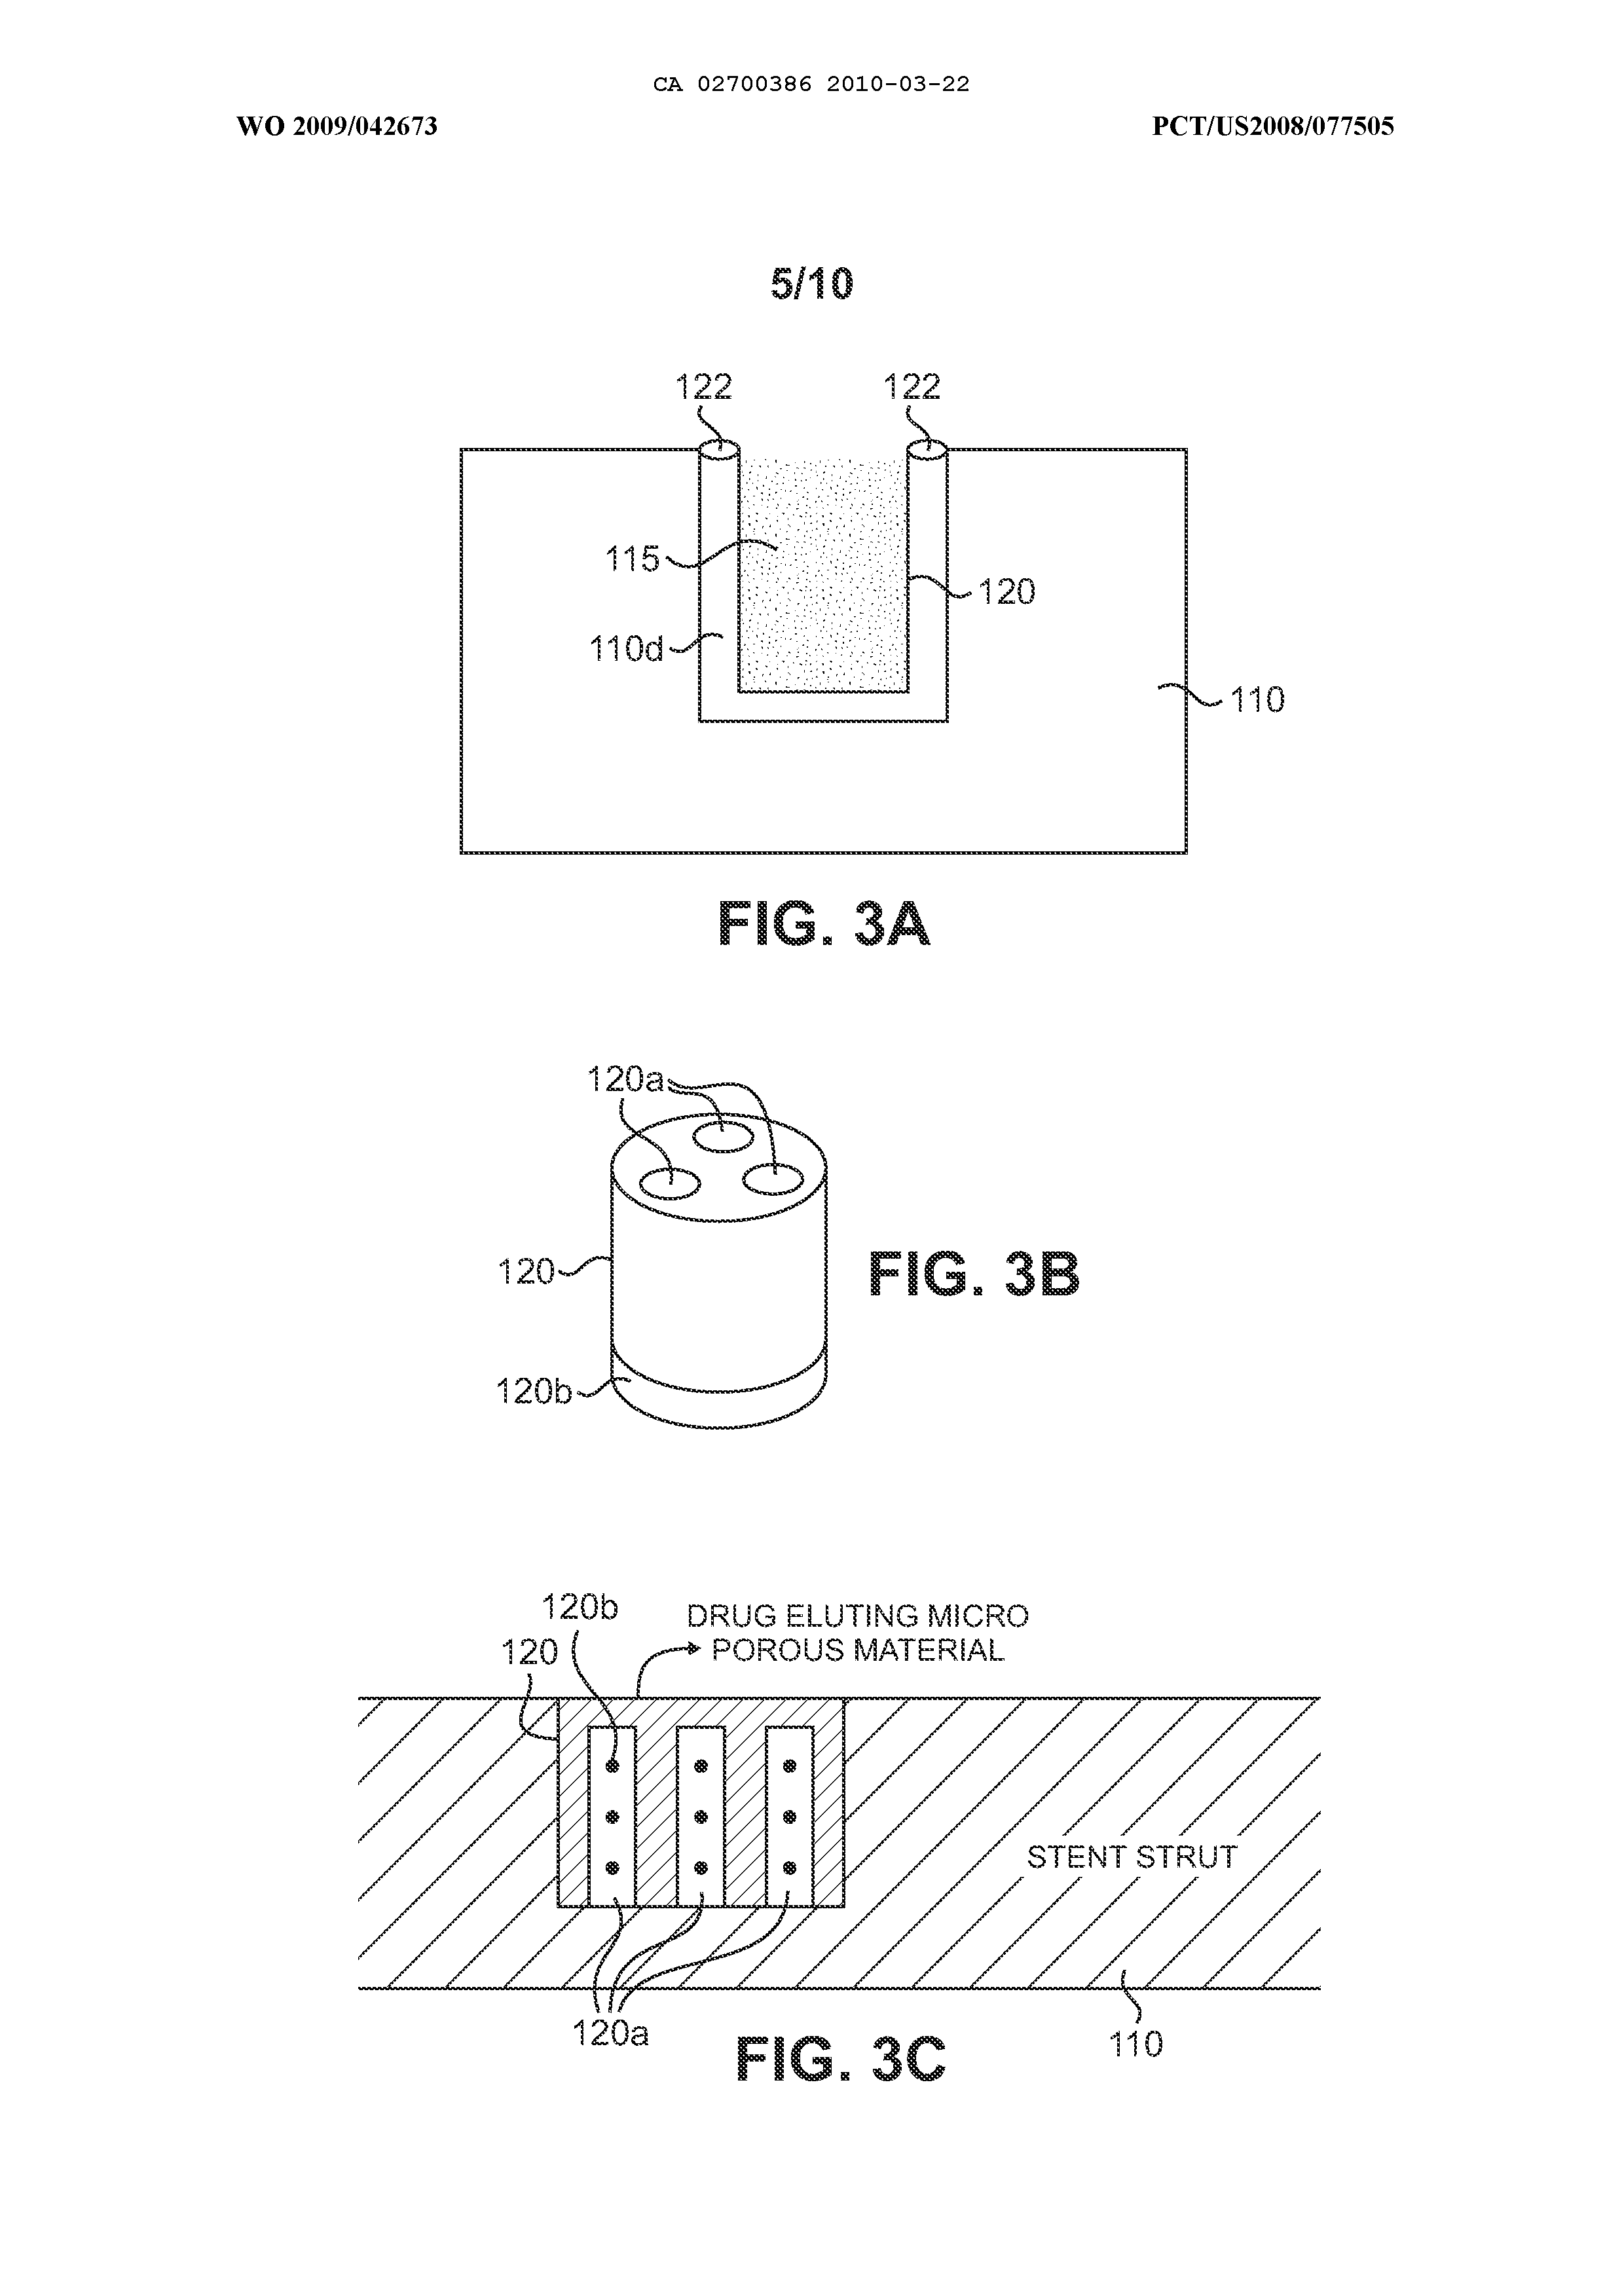 CA 02700386 2010-03-22
WO 2009/042673 PCT/US2008/077505
5/10
122 122
115
120
110d
110
FIG. 3A
120a
120
FIG. 3B
120b
120b
DRUG ELUTING MICRO
120
POROUS MATERIAL
STENT STRUT
120a
110
FIG. 3C